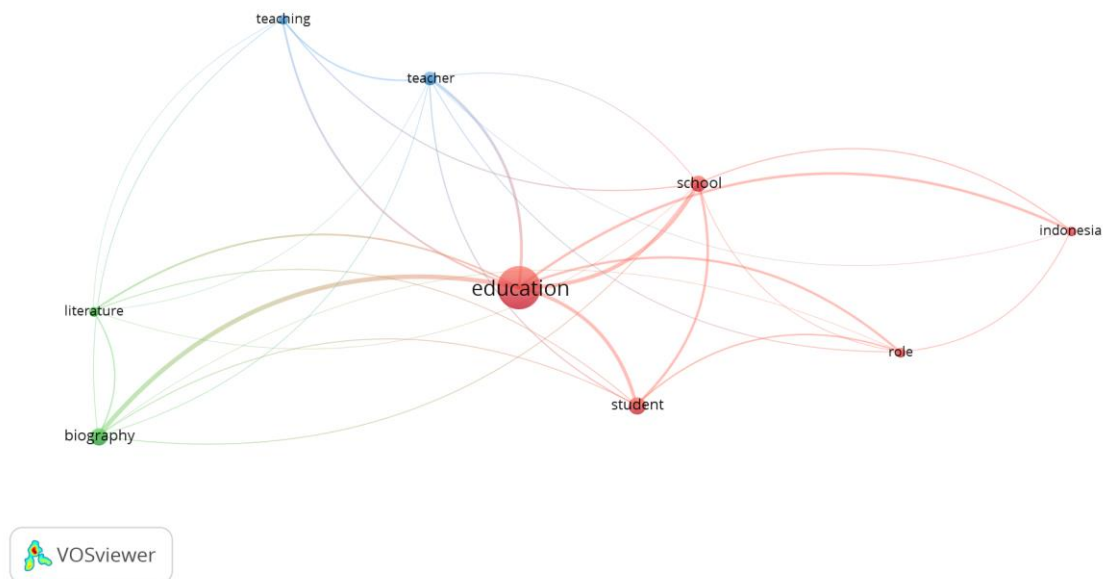 teaching
teacher
school
indonesia
education
literature
role
student
biography
VOSviewer